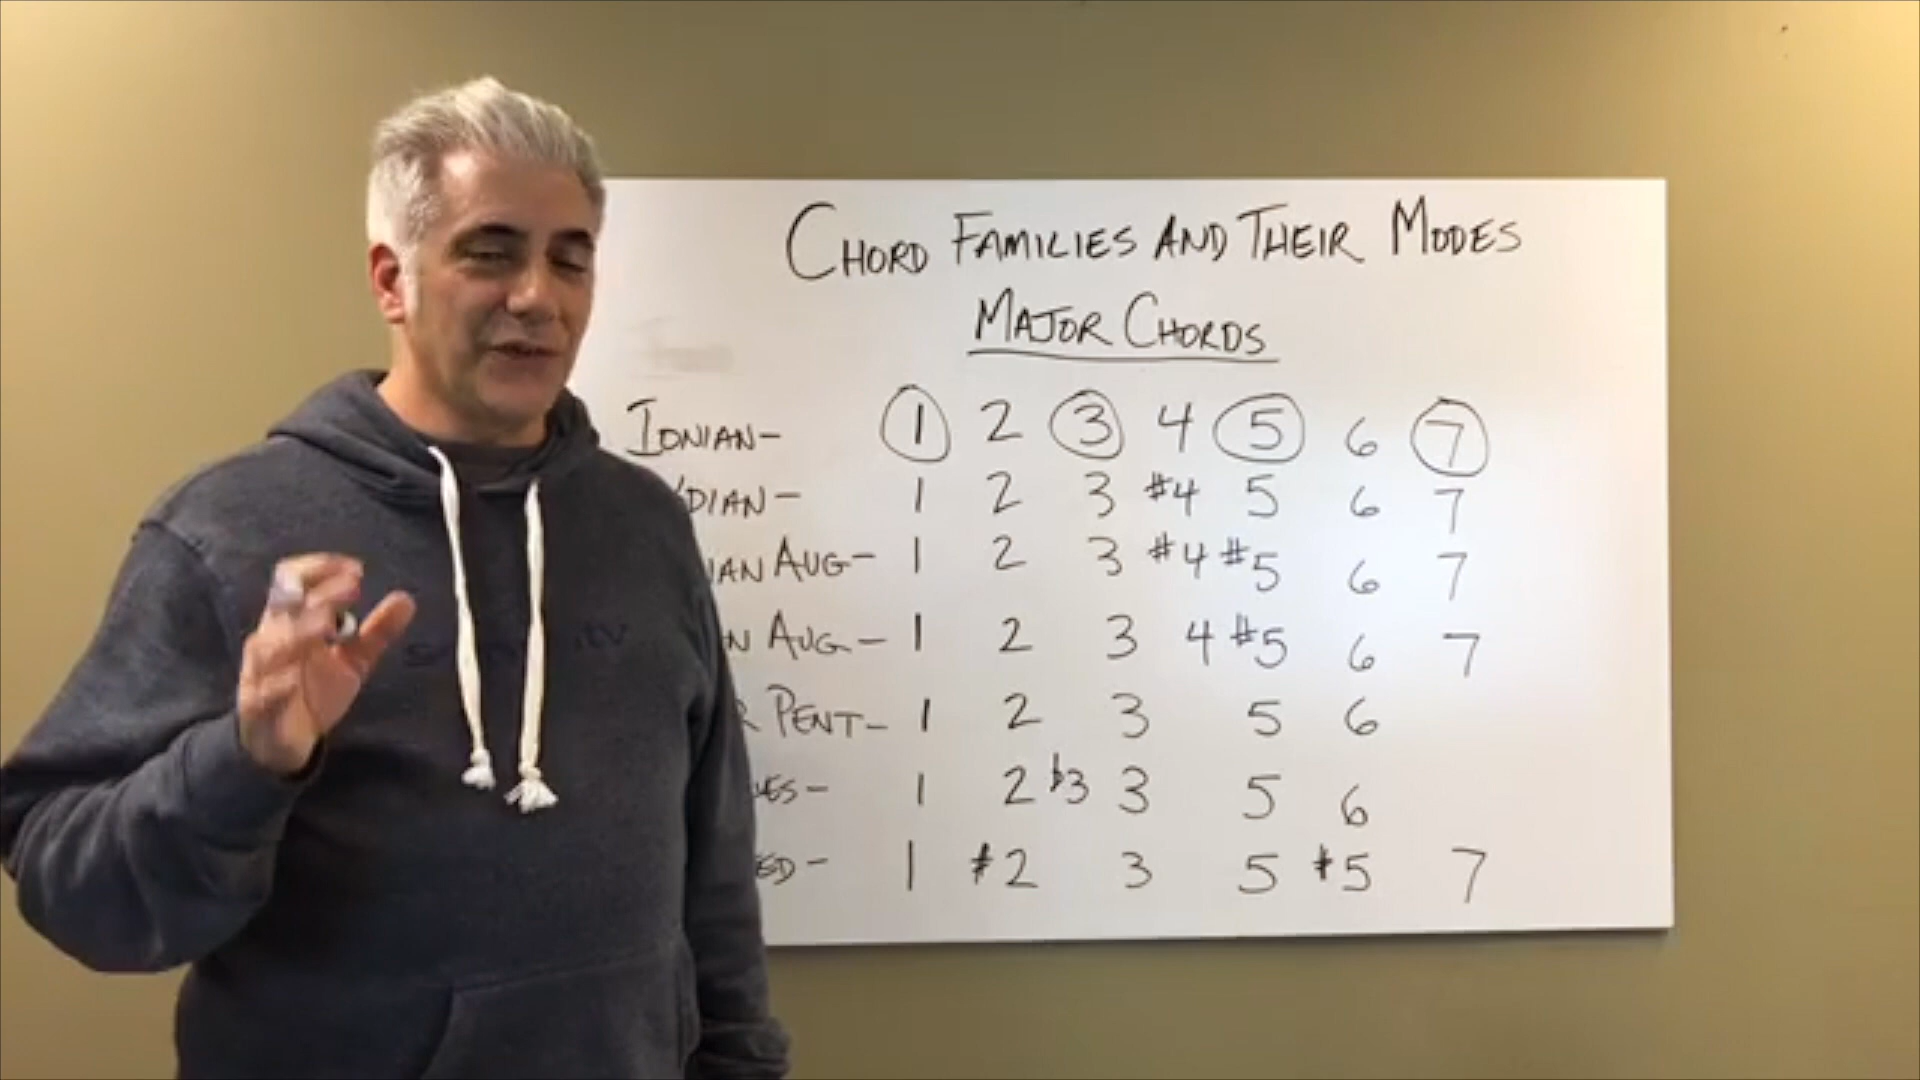 CHORD FAMILIES AND THEIR MODES
MAJOR CHORDS
IONIAN- 1 2 3 4 5 6 7
YDIAN- 1 2 3 #4 5 6 7
IAN AUG- 1 2 3 #4 #5 6 7
N AUG- 1 2 3 4 #5 6 7
R PENT- 1 2 3 5 6
UES- 1 2 b3 3 5 6
ED- 1 #2 3 5 #5 7